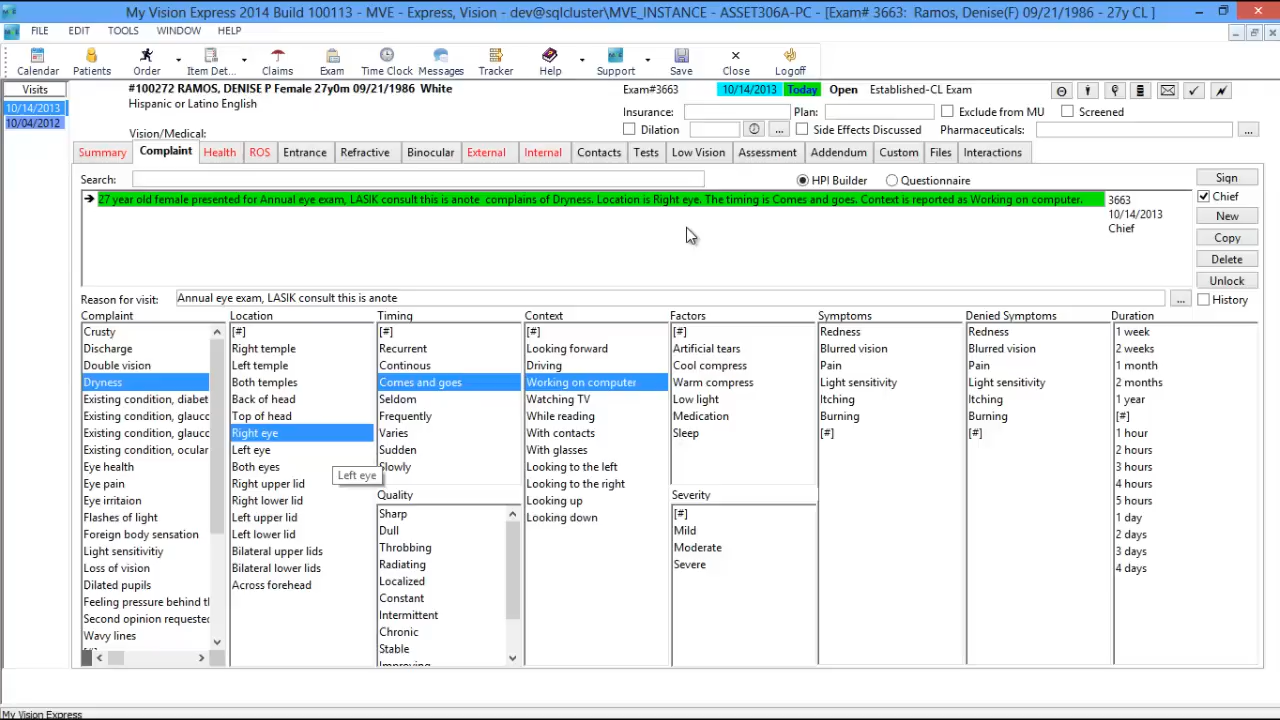 My Vision Express 2014 Build 100113 - MVE - Express, Vision - dev@sqlcluster\MVE_INSTANCE - ASSET306A-PC - [Exam# 3663: Ramos, Denise(F) 09/21/1986 - 27y CL ]
FILE EDIT TOOLS WINDOW HELP
Calendar Patients Order Item Det... Claims Exam Time Clock Messages Tracker Help Support Save Close Logoff
Visits
10/14/2013
10/04/2012
#100272 RAMOS, DENISE P Female 27y0m 09/21/1986 White
Hispanic or Latino English
Vision/Medical:
Exam#3663 10/14/2013 Today Open Established-CL Exam
Insurance: Plan: Exclude from MU Screened
Dilation ... Side Effects Discussed Pharmaceuticals: ...
Summary Complaint Health ROS Entrance Refractive Binocular External Internal Contacts Tests Low Vision Assessment Addendum Custom Files Interactions
Search: HPI Builder Questionnaire
27 year old female presented for Annual eye exam, LASIK consult this is anote complains of Dryness. Location is Right eye. The timing is Comes and goes. Context is reported as Working on computer.
3663
10/14/2013
Chief
Sign
Chief
New
Copy
Delete
Unlock
History
Reason for visit: Annual eye exam, LASIK consult this is anote ...
Complaint
Crusty
Discharge
Double vision
Dryness
Existing condition, diabet
Existing condition, glaucc
Existing condition, glaucc
Existing condition, ocular
Eye health
Eye pain
Eye irritaion
Flashes of light
Foreign body sensation
Light sensitivitiy
Loss of vision
Dilated pupils
Feeling pressure behind tl
Second opinion requestec
Wavy lines
Location
[#]
Right temple
Left temple
Both temples
Back of head
Top of head
Right eye
Left eye
Both eyes
Right upper lid
Right lower lid
Left upper lid
Left lower lid
Bilateral upper lids
Bilateral lower lids
Across forehead
Left eye
Timing
[#]
Recurrent
Continous
Comes and goes
Seldom
Frequently
Varies
Sudden
Slowly
Quality
Sharp
Dull
Throbbing
Radiating
Localized
Constant
Intermittent
Chronic
Stable
Improving
Context
[#]
Looking forward
Driving
Working on computer
Watching TV
While reading
With contacts
With glasses
Looking to the left
Looking to the right
Looking up
Looking down
Factors
[#]
Artificial tears
Cool compress
Warm compress
Low light
Medication
Sleep
Severity
[#]
Mild
Moderate
Severe
Symptoms
Redness
Blurred vision
Pain
Light sensitivity
Itching
Burning
[#]
Denied Symptoms
Redness
Blurred vision
Pain
Light sensitivity
Itching
Burning
[#]
Duration
1 week
2 weeks
1 month
2 months
1 year
[#]
1 hour
2 hours
3 hours
4 hours
5 hours
1 day
2 days
3 days
4 days
My Vision Express